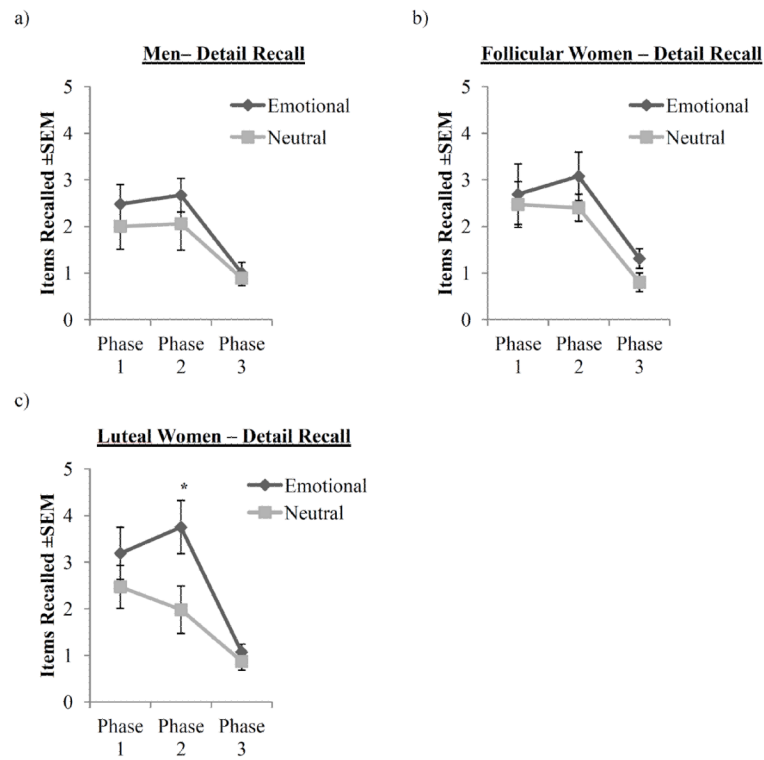 a)
Men– Detail Recall
5
4
3
2
1
0
Items Recalled ±SEM
Emotional
Neutral
Phase 1
Phase 2
Phase 3
b)
Follicular Women – Detail Recall
5
4
3
2
1
0
Items Recalled ±SEM
Emotional
Neutral
Phase 1
Phase 2
Phase 3
c)
Luteal Women – Detail Recall
5
4
3
2
1
0
Items Recalled ±SEM
*
Emotional
Neutral
Phase 1
Phase 2
Phase 3